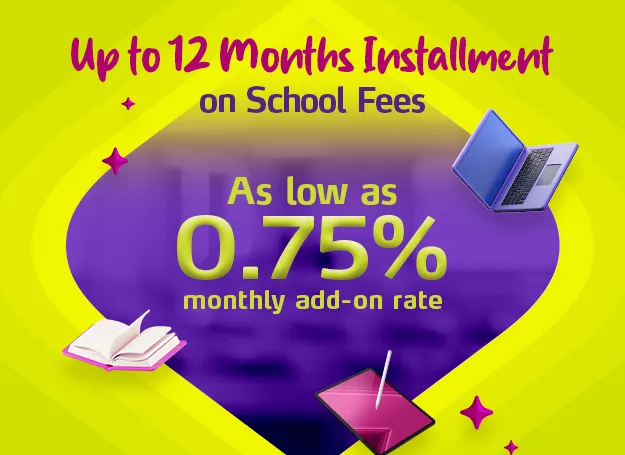 Up to 12 Months Installment
on School Fees
As low as
0.75%
monthly add-on rate